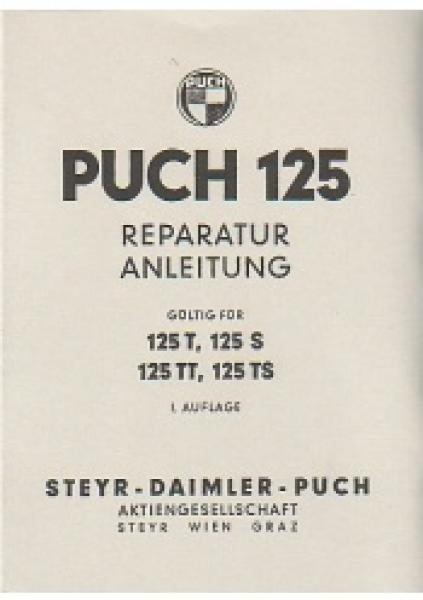 PUCH
PUCH 125
REPARATUR
ANLEITUNG
GÜLTIG FÜR
125 T, 125 S
125 TT, 125 TS
I. AUFLAGE
STEYR-DAIMLER-PUCH
AKTIENGESELLSCHAFT
STEYR WIEN GRAZ